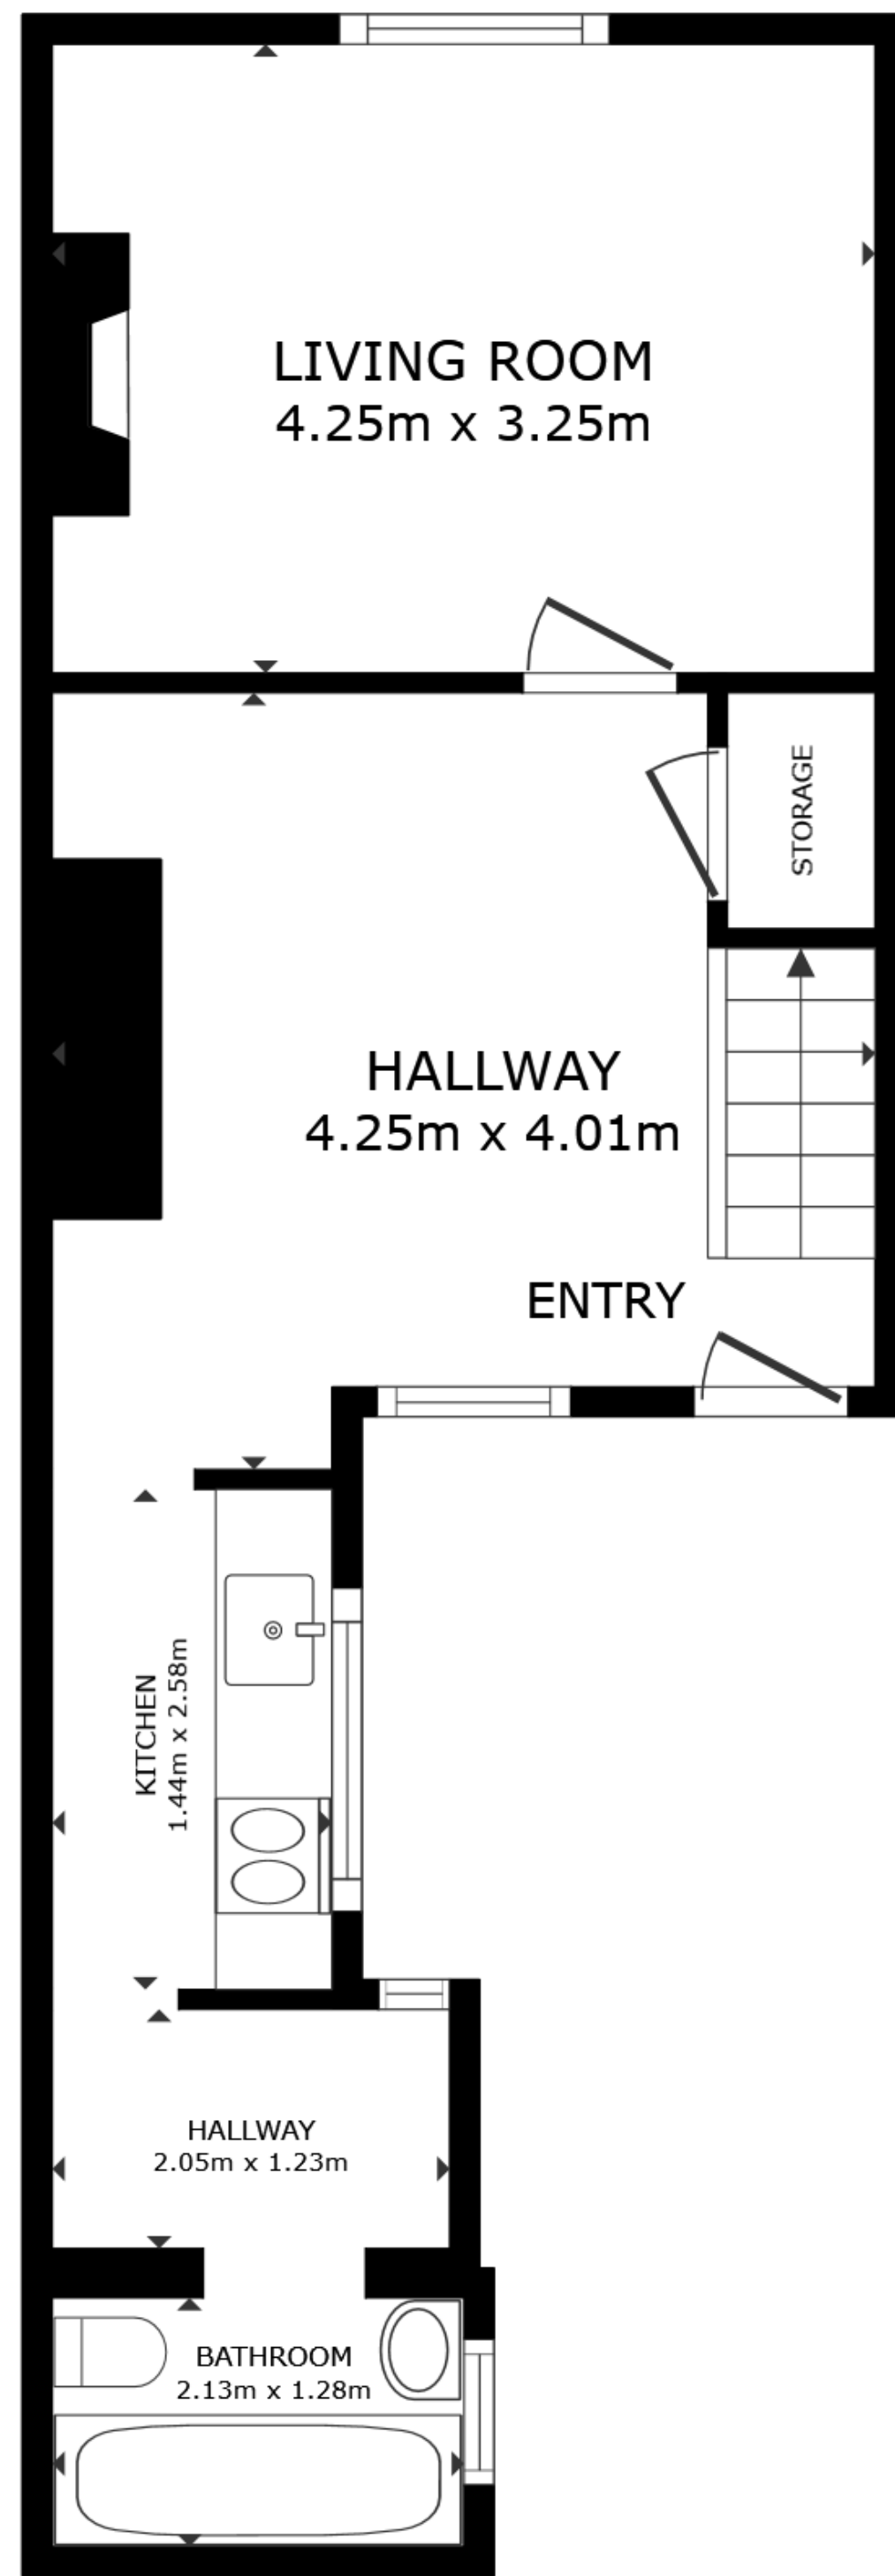 LIVING ROOM
4.25m x 3.25m
STORAGE
HALLWAY
4.25m x 4.01m
ENTRY
KITCHEN
1.44m x 2.58m
HALLWAY
2.05m x 1.23m
BATHROOM
2.13m x 1.28m